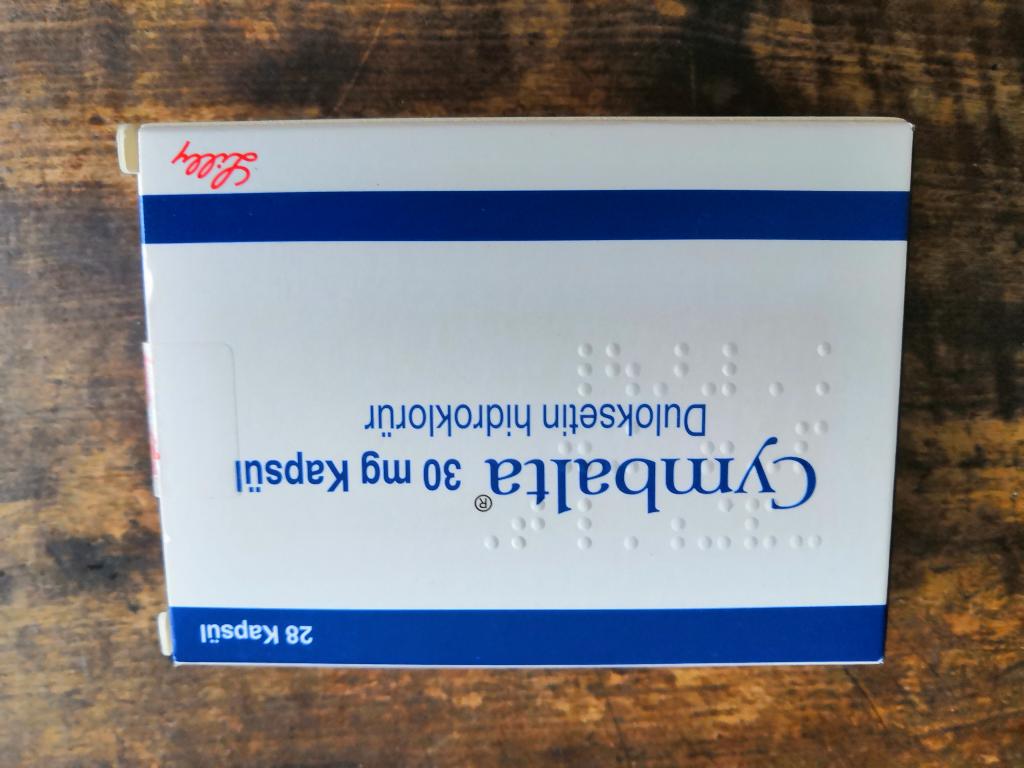 28 Kapsül
Cymbalta® 30 mg Kapsül
Duloksetin hidroklorür
Lilly